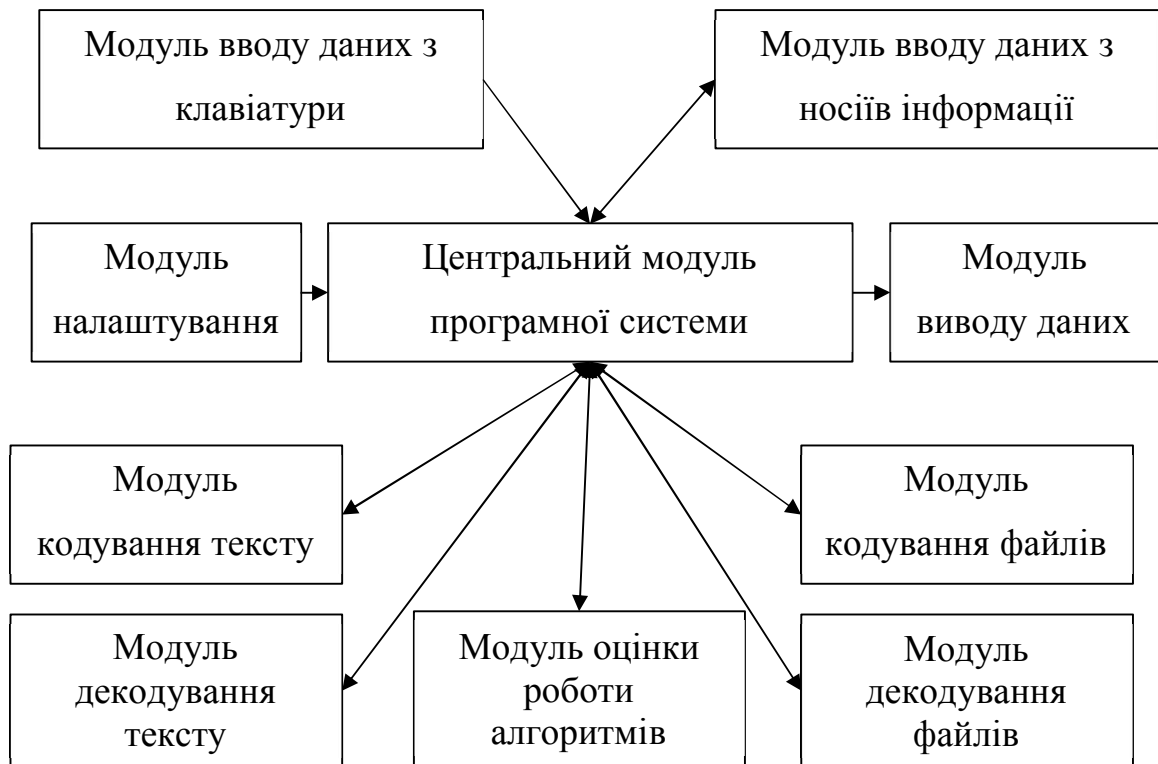 Модуль вводу даних з
клавіатури
Модуль вводу даних з
носіїв інформації
Модуль
налаштування
Центральний модуль
програмної системи
Модуль
виводу даних
Модуль
кодування тексту
Модуль
кодування файлів
Модуль
декодування
тексту
Модуль оцінки
роботи
алгоритмів
Модуль
декодування
файлів